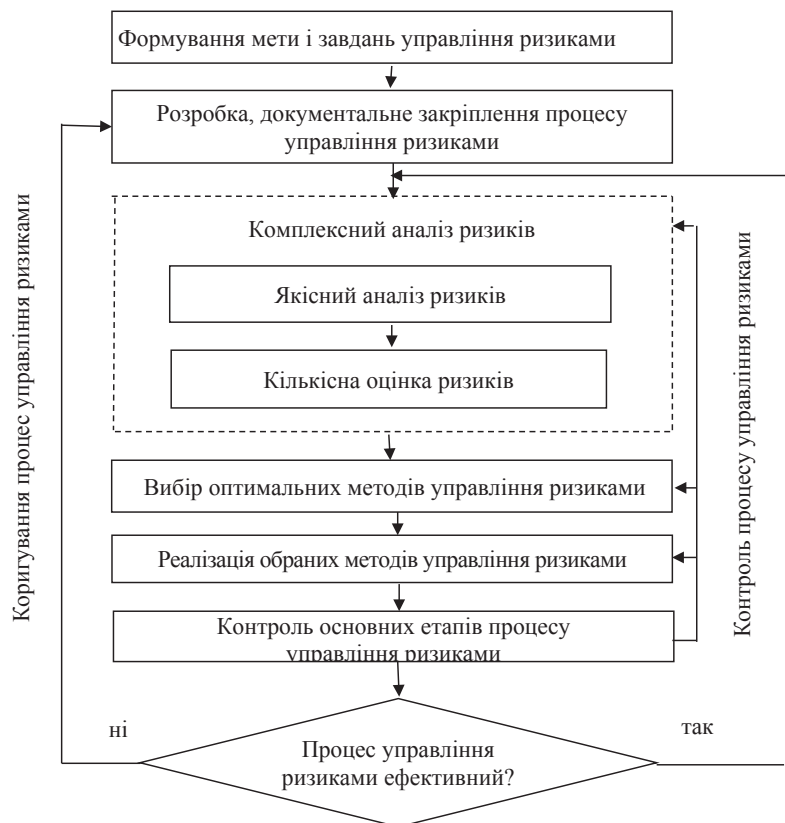 Формування мети і завдань управління ризиками
Розробка, документальне закріплення процесу
управління ризиками
Комплексний аналіз ризиків
Якісний аналіз ризиків
Кількісна оцінка ризиків
Вибір оптимальних методів управління ризиками
Реалізація обраних методів управління ризиками
Контроль основних етапів процесу
управління ризиками
Процес управління
ризиками ефективний?
ні
так
Коригування процес управління ризиками
Контроль процесу управління ризиками